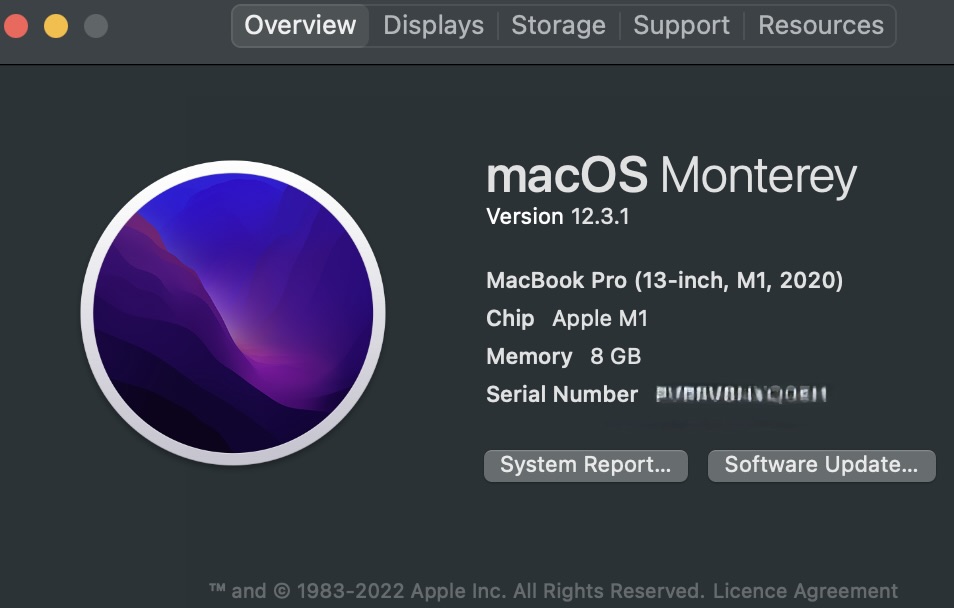 Overview Displays Storage Support Resources
macOS Monterey
Version 12.3.1
MacBook Pro (13-inch, M1, 2020)
Chip Apple M1
Memory 8 GB
Serial Number
System Report... Software Update...
™ and © 1983-2022 Apple Inc. All Rights Reserved. Licence Agreement